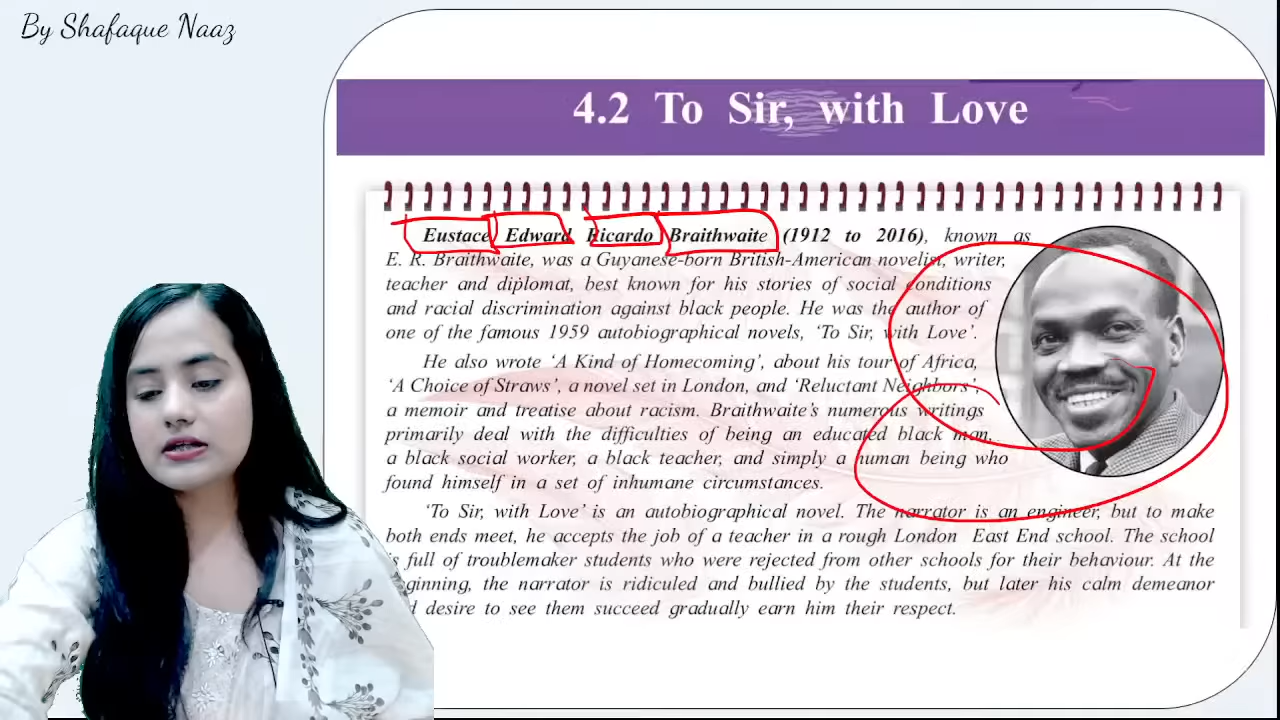 By Shafaque Naaz
4.2 To Sir, with Love
Eustace Edward Ricardo Braithwaite (1912 to 2016), known as
E. R. Braithwaite, was a Guyanese-born British-American novelist, writer,
teacher and diplomat, best known for his stories of social conditions
and racial discrimination against black people. He was the author of
one of the famous 1959 autobiographical novels, ‘To Sir, with Love’.
He also wrote ‘A Kind of Homecoming’, about his tour of Africa,
‘A Choice of Straws’, a novel set in London, and ‘Reluctant Neighbors’,
a memoir and treatise about racism. Braithwaite’s numerous writings
primarily deal with the difficulties of being an educated black man,
a black social worker, a black teacher, and simply a human being who
found himself in a set of inhumane circumstances.
‘To Sir, with Love’ is an autobiographical novel. The narrator is an engineer, but to make
both ends meet, he accepts the job of a teacher in a rough London East End school. The school
full of troublemaker students who were rejected from other schools for their behaviour. At the
the narrator is ridiculed and bullied by the students, but later his calm demeanor
desire to see them succeed gradually earn him their respect.